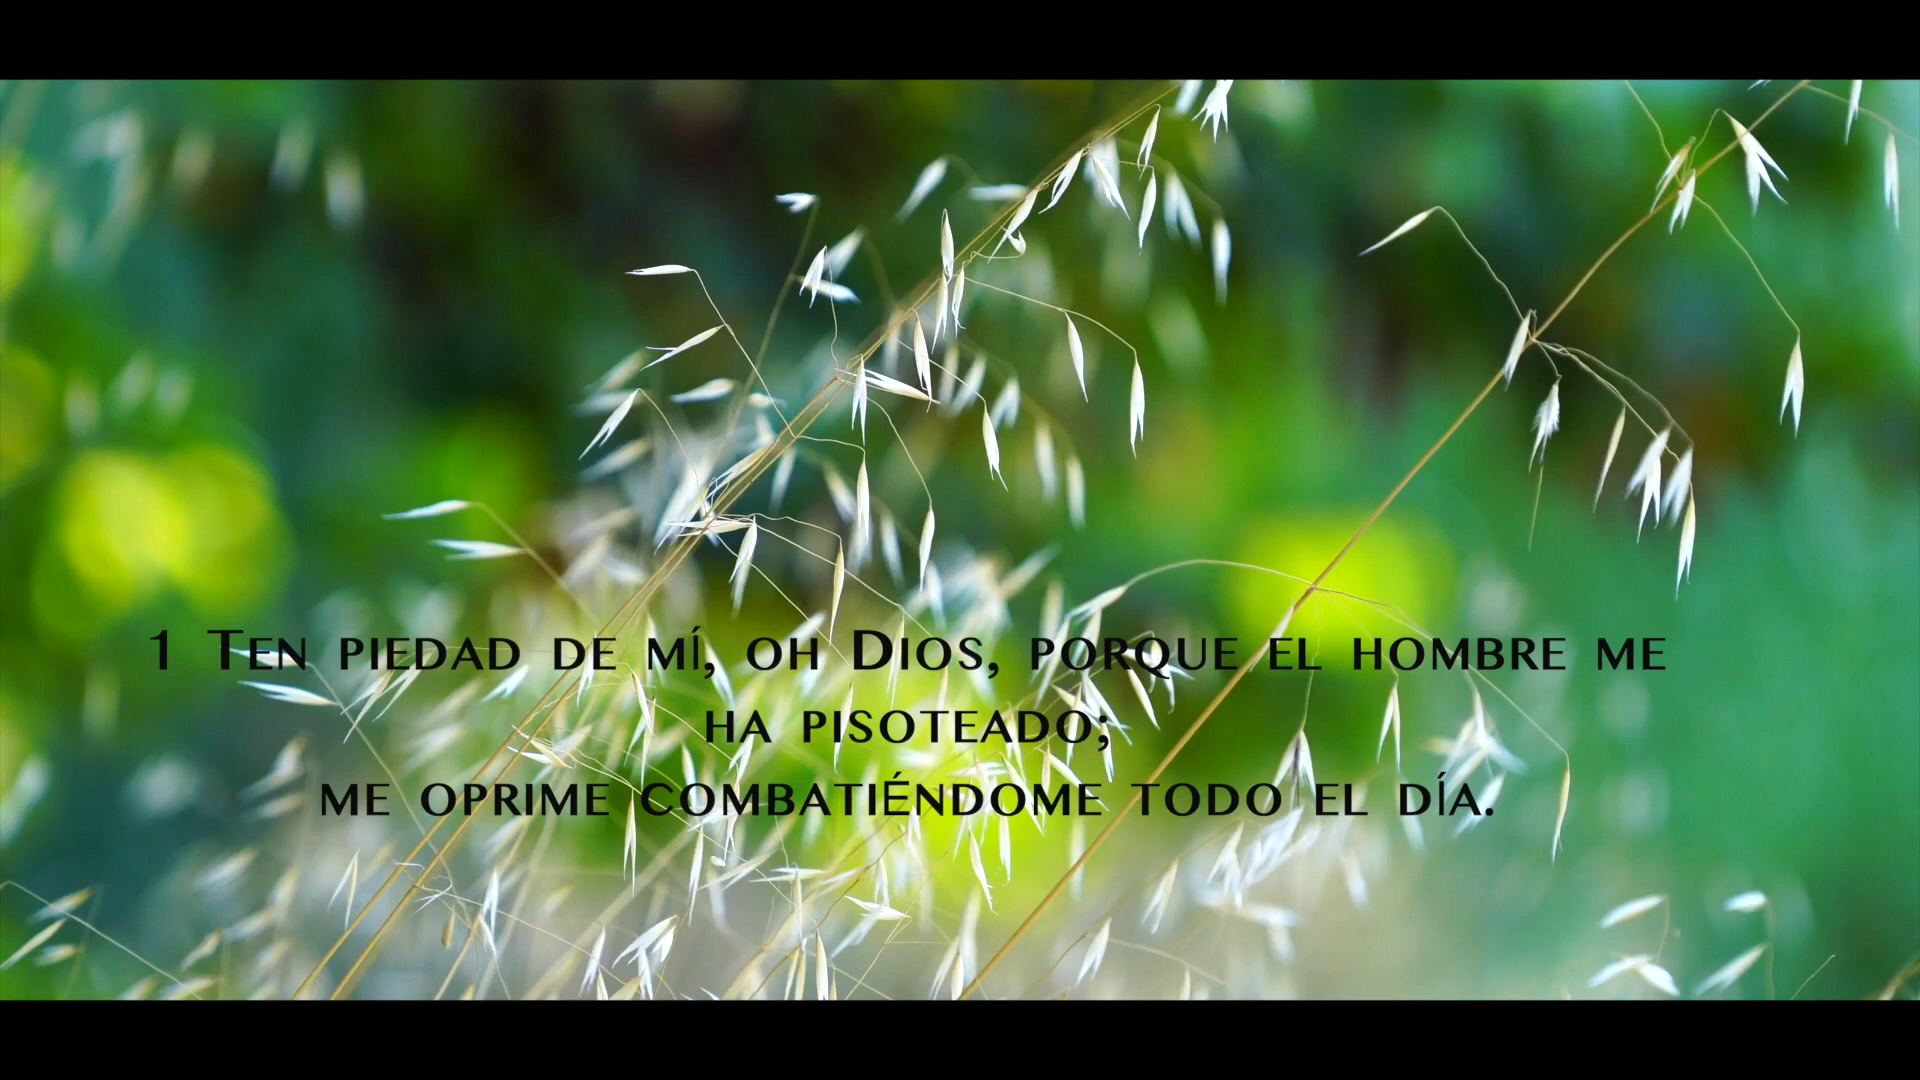 1 Ten piedad de mí, oh Dios, porque el hombre me
ha pisoteado;
me oprime combatiéndome todo el día.